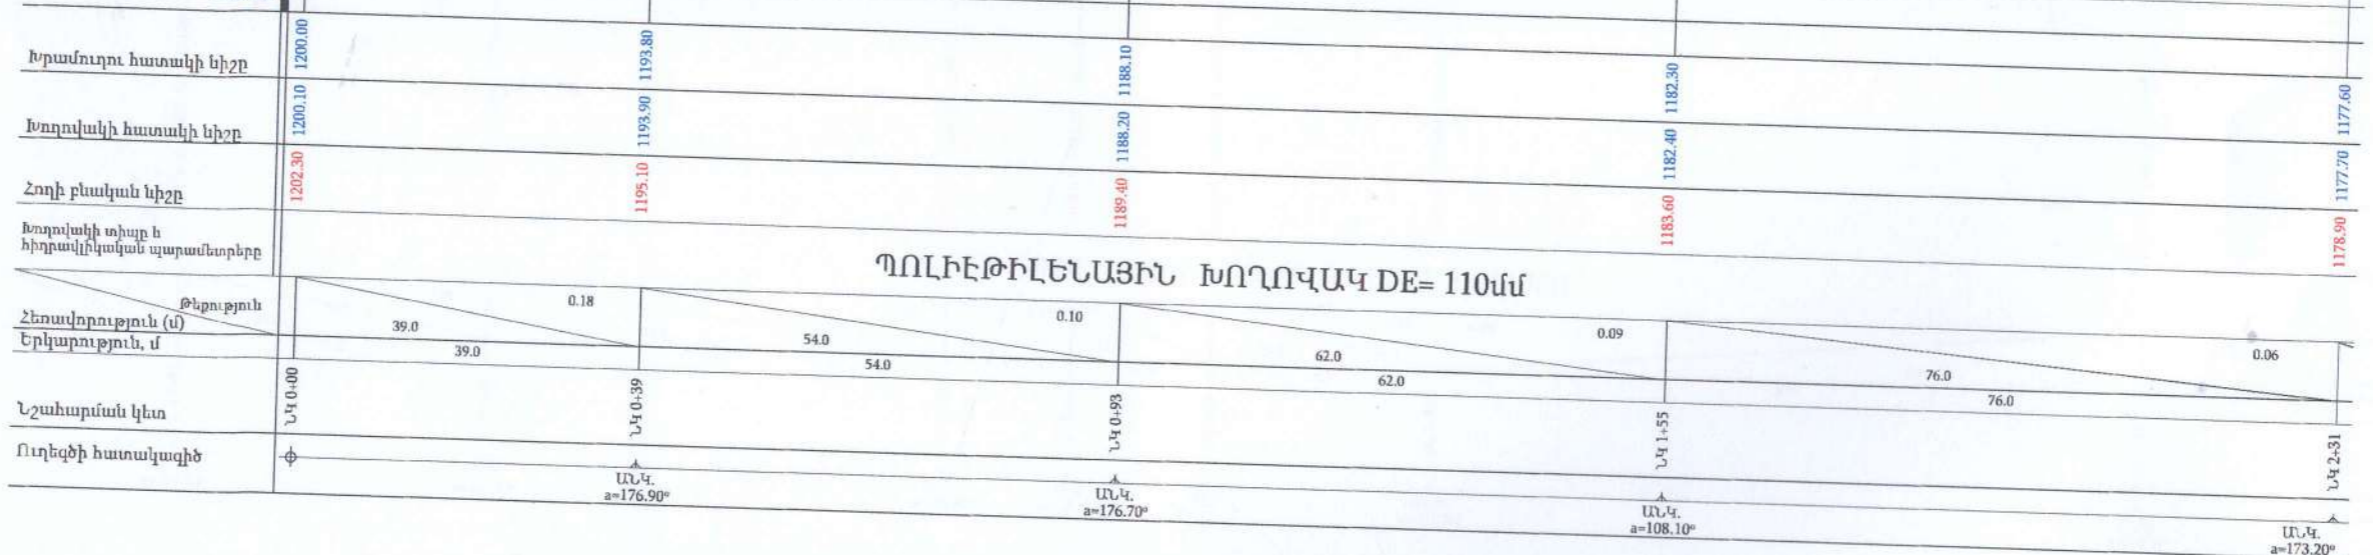 Խրամուղու հատակի նիշը 1200.00 1193.80 1188.10 1182.30 1177.60
Խողովակի հատակի նիշը 1200.10 1193.90 1188.20 1182.40 1177.70
Հողի բնական նիշը 1202.30 1195.10 1189.40 1183.60 1178.90
Խողովակի տիպը և
հիդրավլիկական պարամետրերը
ՊՈԼԻԷԹԻԼԵՆԱՅԻՆ ԽՈՂՈՎԱԿ DE= 110մմ
Թեքություն 0.18 0.10 0.09 0.06
Հեռավորություն (մ) 39.0 54.0 62.0 76.0
Երկարություն, մ 39.0 54.0 62.0 76.0
Նշահարման կետ ՆԿ 0+00 ՆԿ 0+39 ՆԿ 0+93 ՆԿ 1+55 ՆԿ 2+31
Ուղեգծի հատակագիծ
ԱՆԿ. ԱՆԿ. ԱՆԿ. ԱՆԿ.
a=176.90° a=176.70° a=108.10° a=173.20°